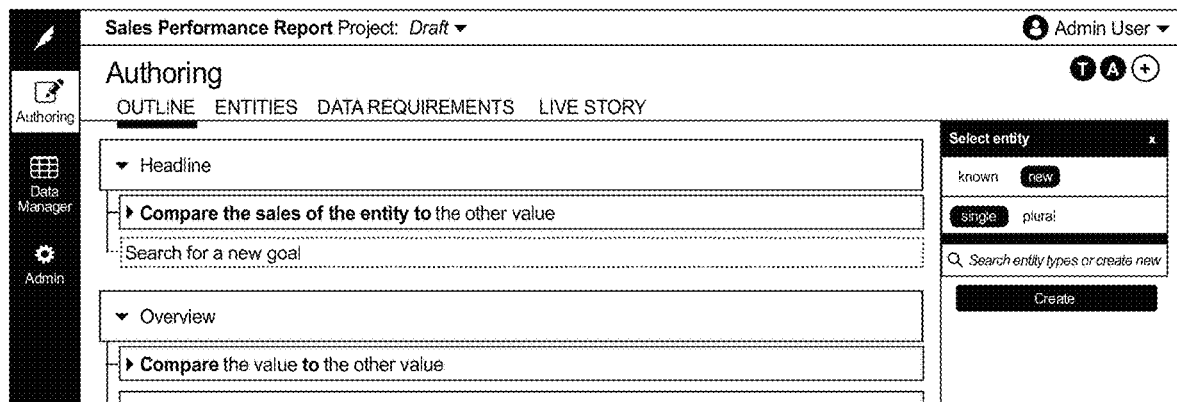 Sales Performance Report Project: Draft
Admin User
Authoring
T A +
OUTLINE ENTITIES DATA REQUIREMENTS LIVE STORY
Authoring
Data
Manager
Admin
Headline
Compare the sales of the entity to the other value
Search for a new goal
Overview
Compare the value to the other value
Select entity x
known new
single plural
Search entity types or create new
Create